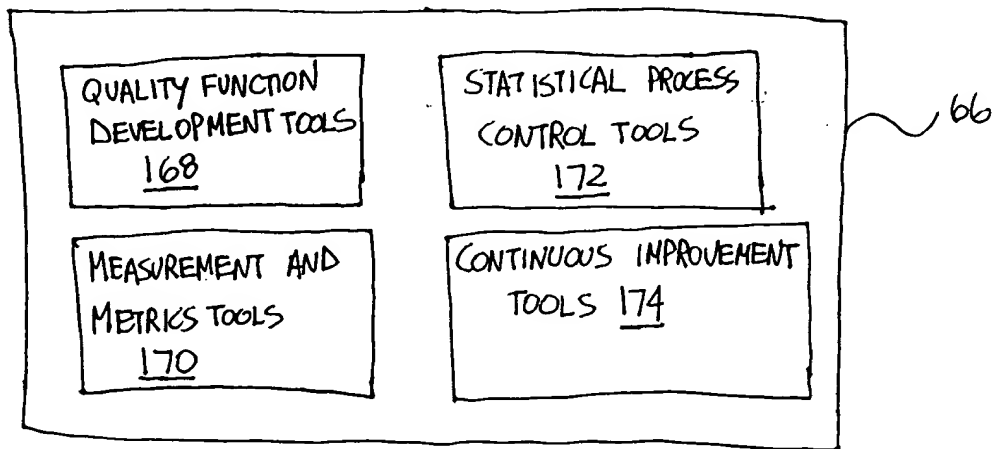 QUALITY FUNCTION
DEVELOPMENT TOOLS
168
STATISTICAL PROCESS
CONTROL TOOLS
172
66
MEASUREMENT AND
METRICS TOOLS
170
CONTINUOUS IMPROVEMENT
TOOLS 174